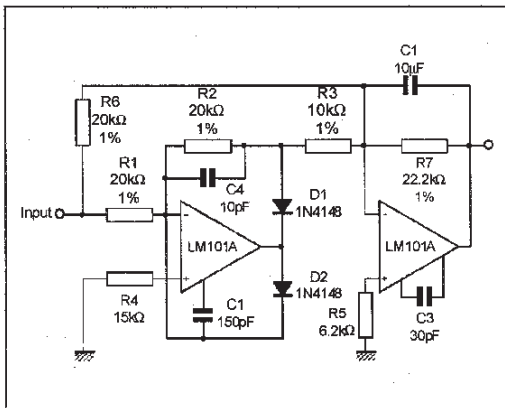 C1
10µF
R6
20kΩ
1%
R2
20kΩ
1%
R3
10kΩ
1%
R1
20kΩ
1%
C4
10pF
R7
22.2kΩ
1%
Input
D1
1N4148
LM101A
LM101A
D2
1N4148
R4
15kΩ
C1
150pF
R5
6.2kΩ
C3
30pF